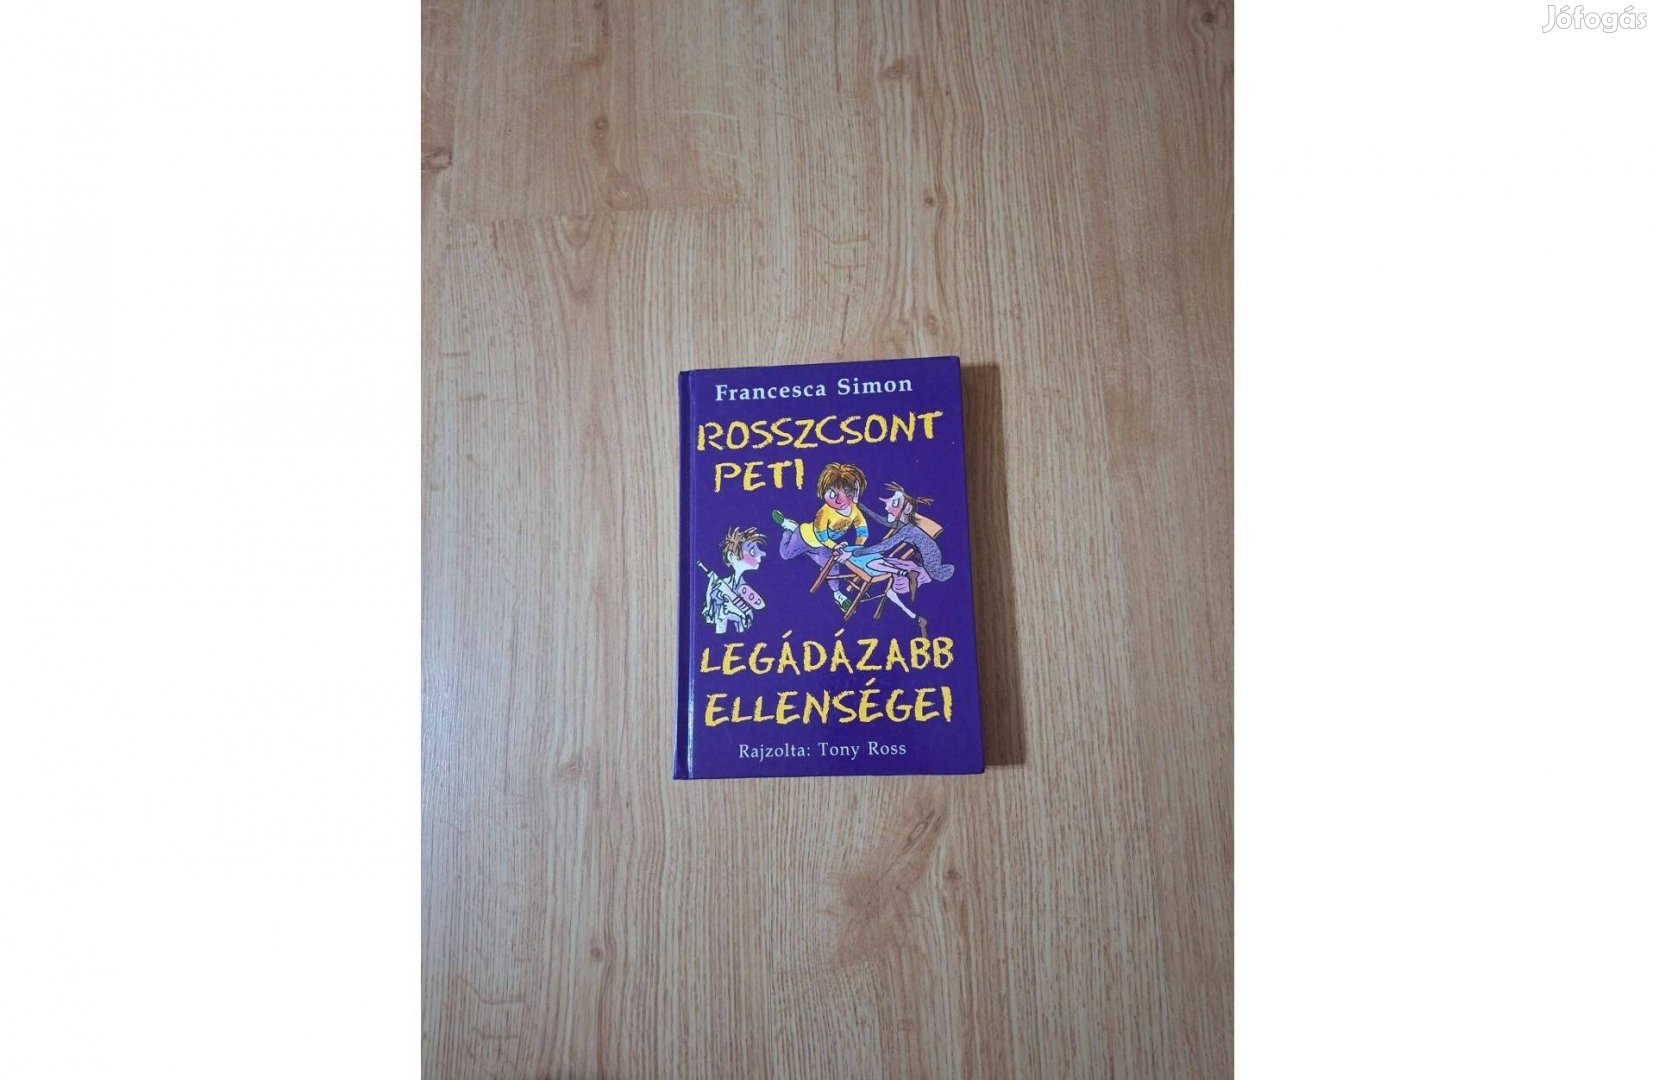 Jófogás
Francesca Simon
ROSSZCSONT
PETI
LEGÁDÁZABB
ELLENSÉGEI
Rajzolta: Tony Ross